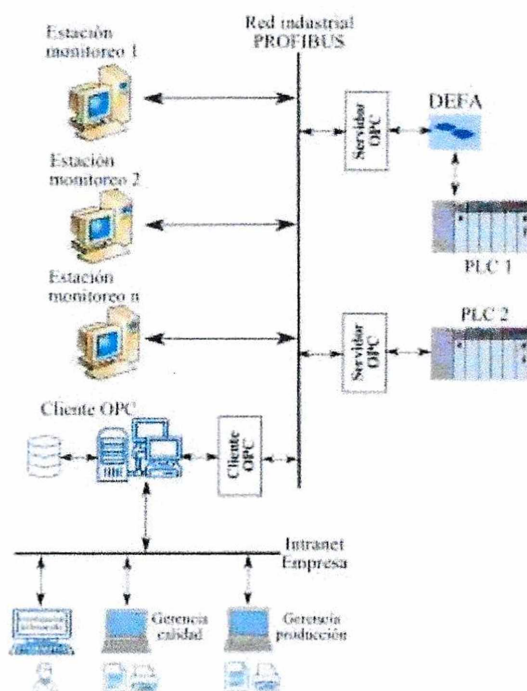 Red industrial
PROFIBUS
Estación
monitoreo 1
Servidor
OPC
DEFA
PLC 1
Estación
monitoreo 2
Estación
monitoreo n
Servidor
OPC
PLC 2
Cliente OPC
Cliente
OPC
Intranet
Empresa
Gerencia
calidad
Gerencia
producción